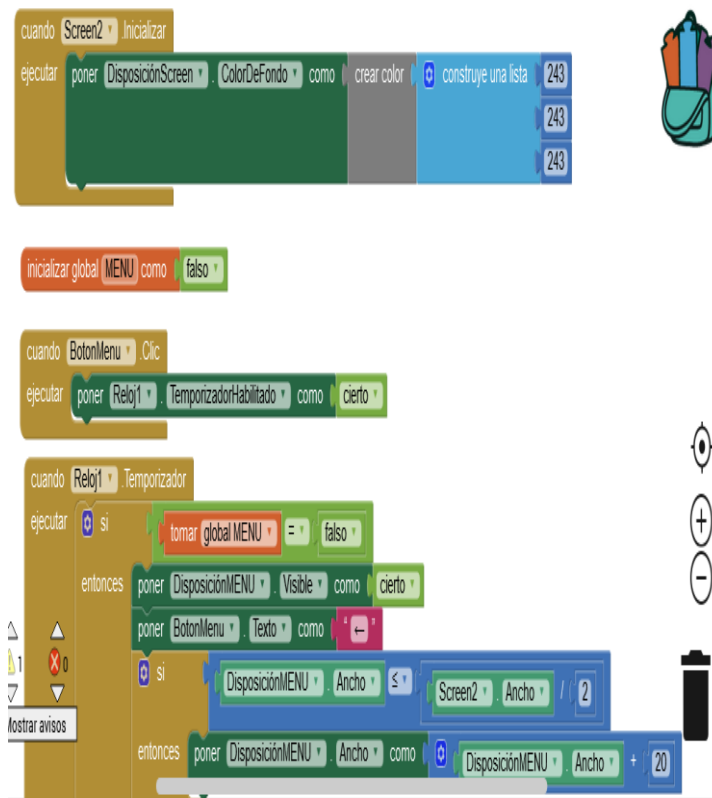 cuando Screen2 .Inicializar
ejecutar poner DisposiciónScreen . ColorDeFondo como crear color construye una lista 243
243
243
inicializar global MENU como falso
cuando BotonMenu .Clic
ejecutar poner Reloj1 . TemporizadorHabilitado como cierto
cuando Reloj1 .Temporizador
ejecutar si tomar global MENU = falso
entonces poner DisposiciónMENU . Visible como cierto
poner BotonMenu . Texto como " ← "
si DisposiciónMENU . Ancho ≤ Screen2 . Ancho / 2
entonces poner DisposiciónMENU . Ancho como DisposiciónMENU . Ancho + 20
1 0
Mostrar avisos